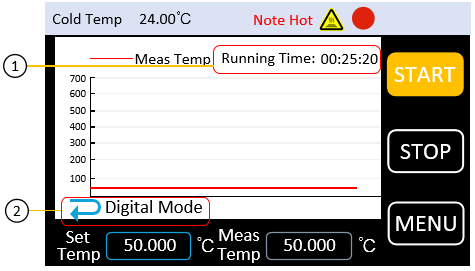 Cold Temp 24.00℃ Note Hot
1 Meas Temp Running Time: 00:25:20
700
600
500
400
300
200
100
2 Digital Mode
START
STOP
MENU
Set Temp 50.000 ℃ Meas Temp 50.000 ℃